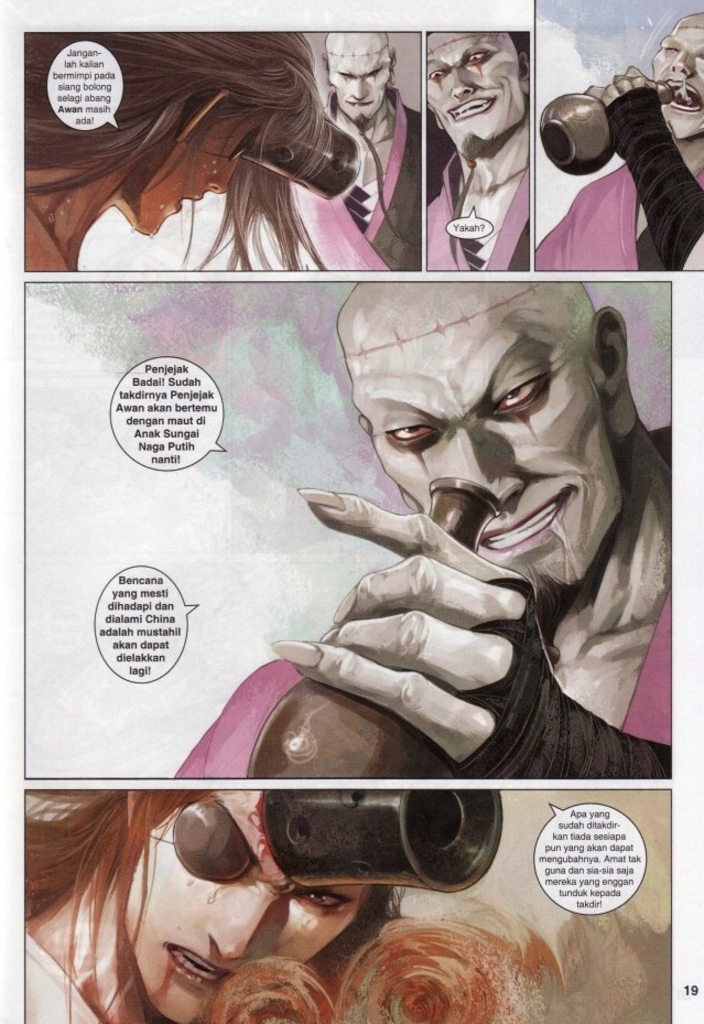 Jangan-
lah kalian
bermimpi pada
siang bolong
selagi abang
Awan masih
ada!
Yakah?
Penjejak
Badai! Sudah
takdirnya Penjejak
Awan akan bertemu
dengan maut di
Anak Sungai
Naga Putih
nanti!
Bencana
yang mesti
dihadapi dan
dialami China
adalah mustahil
akan dapat
dielakkan
lagi!
Apa yang
sudah ditakdir-
kan tiada sesiapa
pun yang akan dapat
mengubahnya. Amat tak
guna dan sia-sia saja
mereka yang enggan
tunduk kepada
takdir!
19